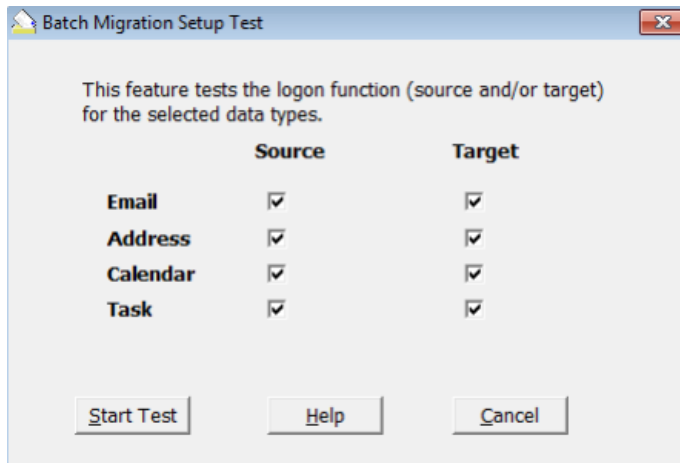 Batch Migration Setup Test
This feature tests the logon function (source and/or target)
for the selected data types.
Source Target
Email
Address
Calendar
Task
Start Test Help Cancel